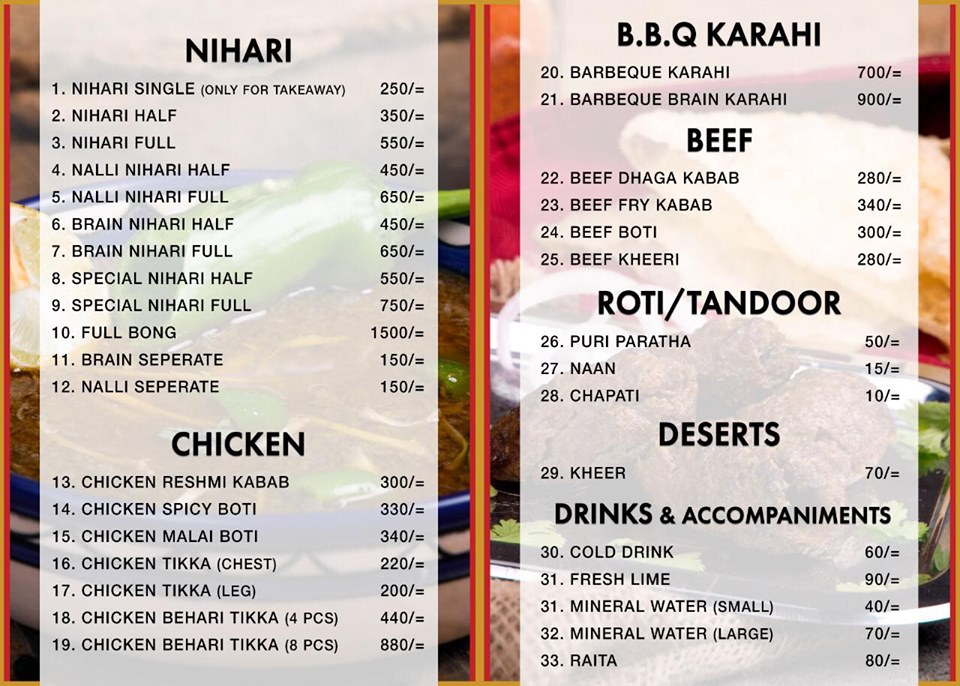 NIHARI
1. NIHARI SINGLE (ONLY FOR TAKEAWAY) 250/=
2. NIHARI HALF 350/=
3. NIHARI FULL 550/=
4. NALLI NIHARI HALF 450/=
5. NALLI NIHARI FULL 650/=
6. BRAIN NIHARI HALF 450/=
7. BRAIN NIHARI FULL 650/=
8. SPECIAL NIHARI HALF 550/=
9. SPECIAL NIHARI FULL 750/=
10. FULL BONG 1500/=
11. BRAIN SEPERATE 150/=
12. NALLI SEPERATE 150/=
CHICKEN
13. CHICKEN RESHMI KABAB 300/=
14. CHICKEN SPICY BOTI 330/=
15. CHICKEN MALAI BOTI 340/=
16. CHICKEN TIKKA (CHEST) 220/=
17. CHICKEN TIKKA (LEG) 200/=
18. CHICKEN BEHARI TIKKA (4 PCS) 440/=
19. CHICKEN BEHARI TIKKA (8 PCS) 880/=
B.B.Q KARAHI
20. BARBEQUE KARAHI 700/=
21. BARBEQUE BRAIN KARAHI 900/=
BEEF
22. BEEF DHAGA KABAB 280/=
23. BEEF FRY KABAB 340/=
24. BEEF BOTI 300/=
25. BEEF KHEERI 280/=
ROTI/TANDOOR
26. PURI PARATHA 50/=
27. NAAN 15/=
28. CHAPATI 10/=
DESERTS
29. KHEER 70/=
DRINKS & ACCOMPANIMENTS
30. COLD DRINK 60/=
31. FRESH LIME 90/=
31. MINERAL WATER (SMALL) 40/=
32. MINERAL WATER (LARGE) 70/=
33. RAITA 80/=